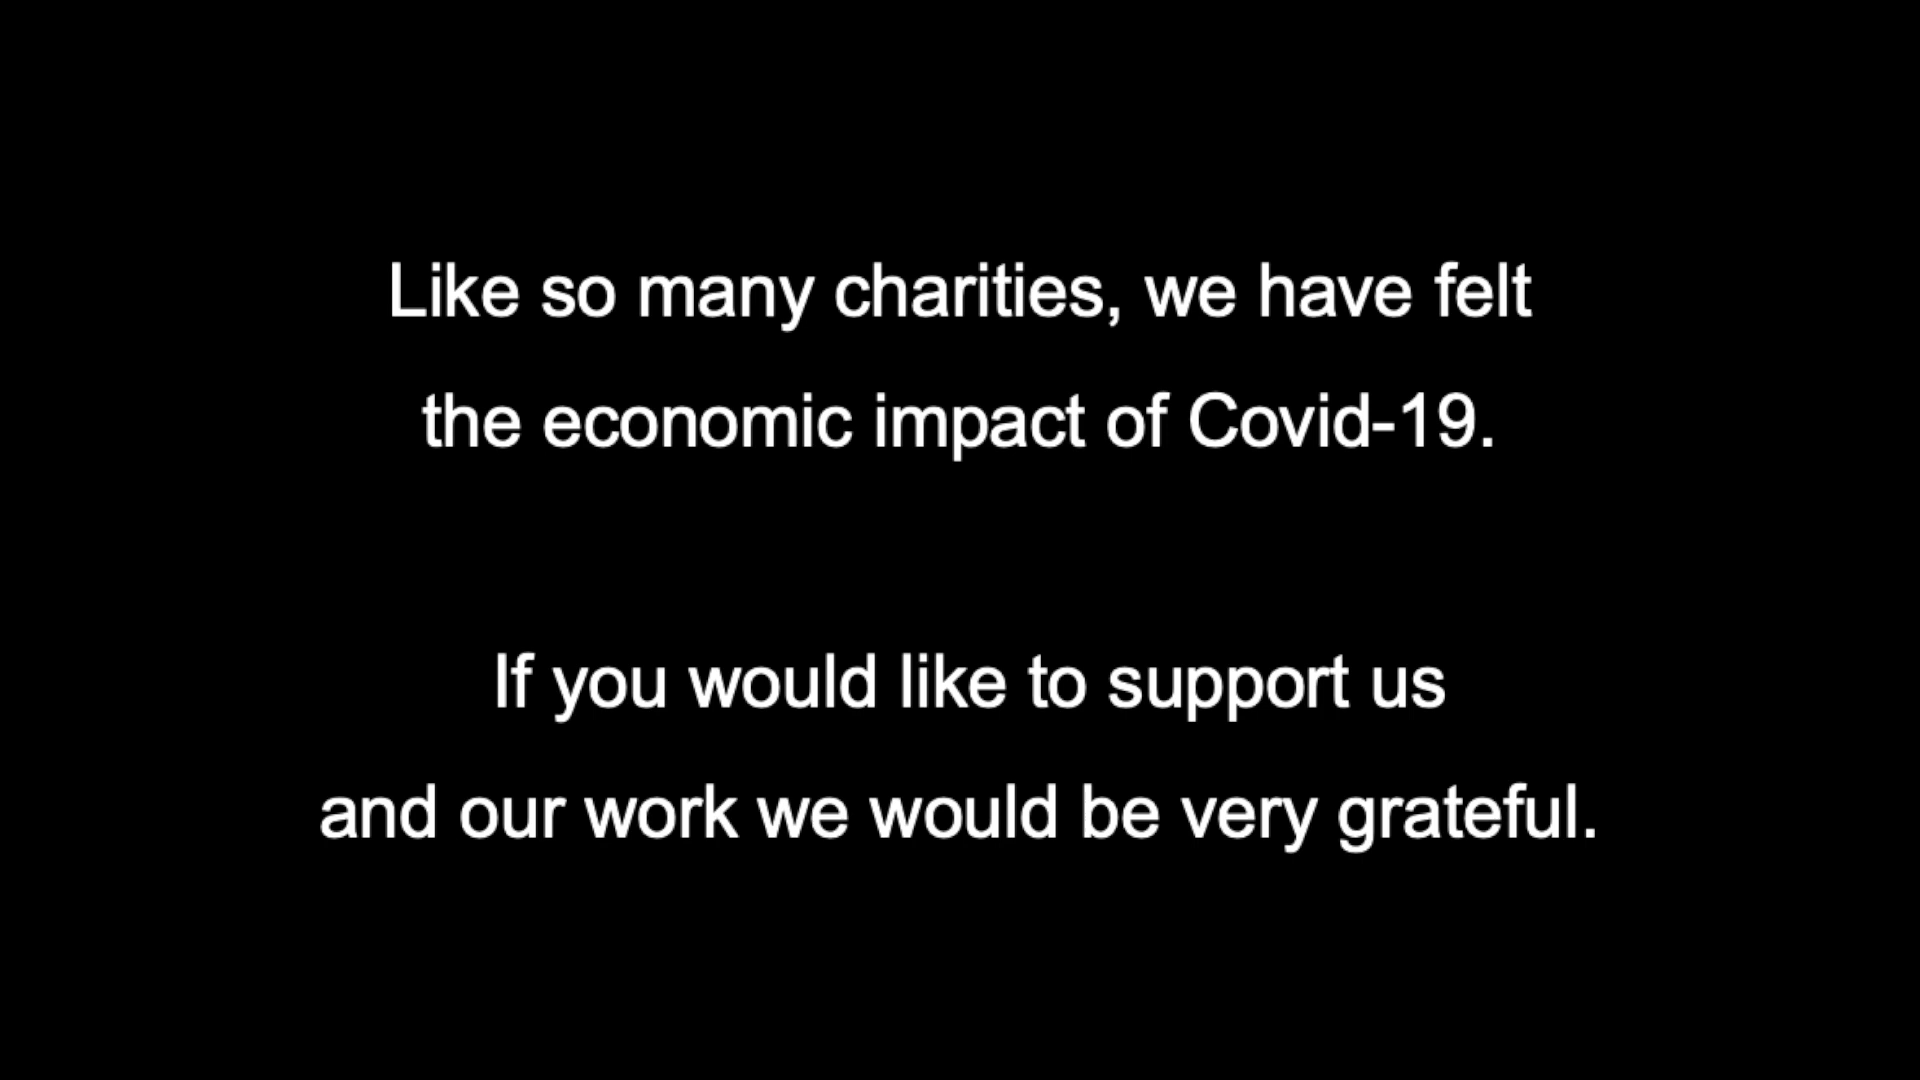 Like so many charities, we have felt
the economic impact of Covid-19.
If you would like to support us
and our work we would be very grateful.